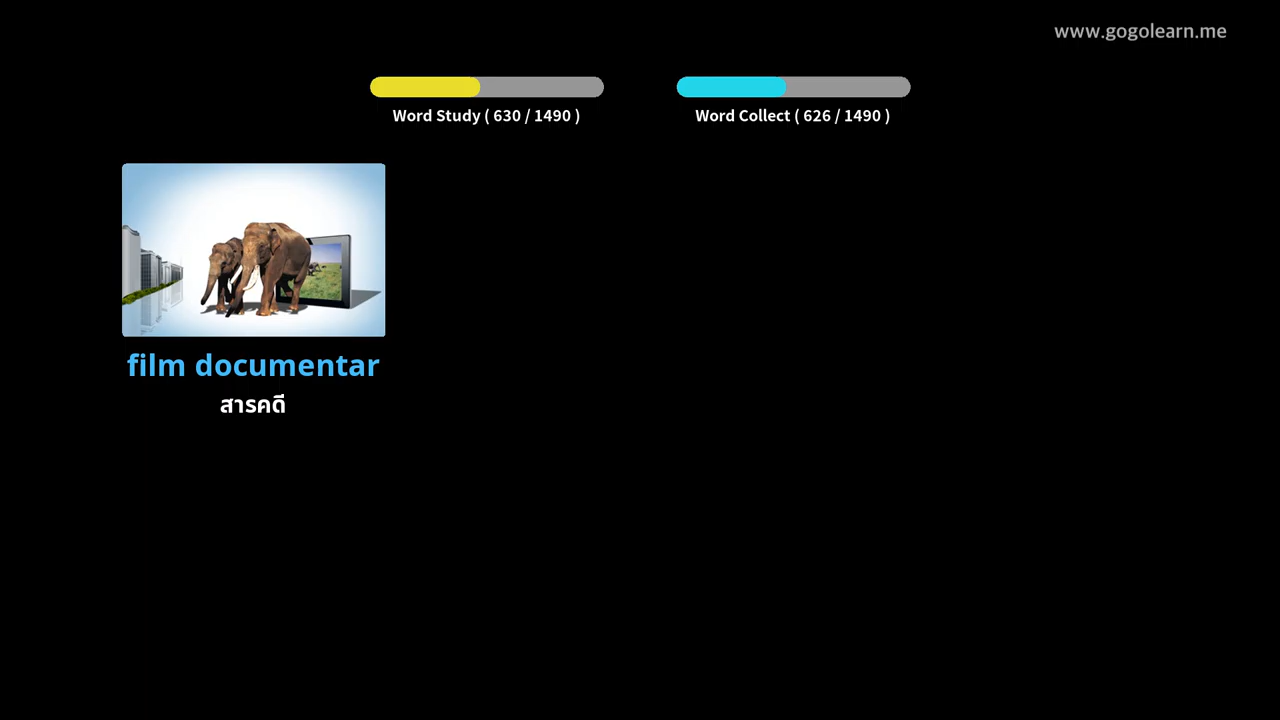 www.gogolearn.me
Word Study ( 630 / 1490 )
Word Collect ( 626 / 1490 )
film documentar
สารคดี